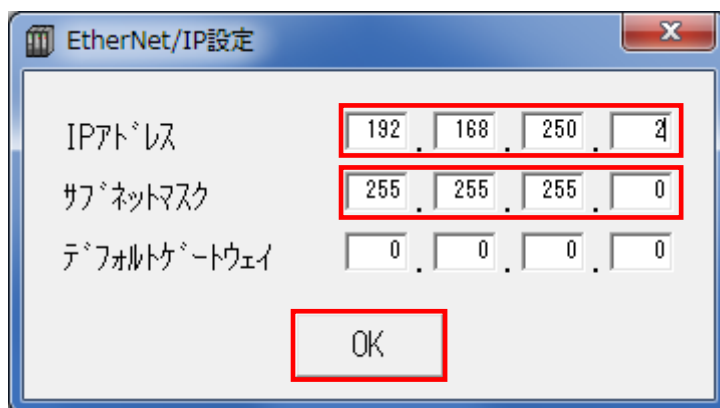 EtherNet/IP設定
IPアドレス 192 . 168 . 250 . 2
サブネットマスク 255 . 255 . 255 . 0
デフォルトゲートウェイ 0 . 0 . 0 . 0
OK